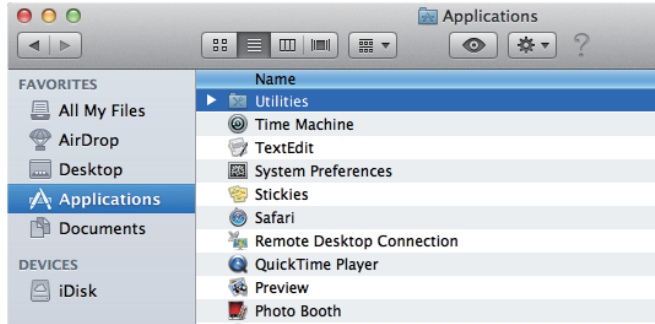 Applications
?
FAVORITES
All My Files
AirDrop
Desktop
Applications
Documents
DEVICES
iDisk
Name
Utilities
Time Machine
TextEdit
System Preferences
Stickies
Safari
Remote Desktop Connection
QuickTime Player
Preview
Photo Booth